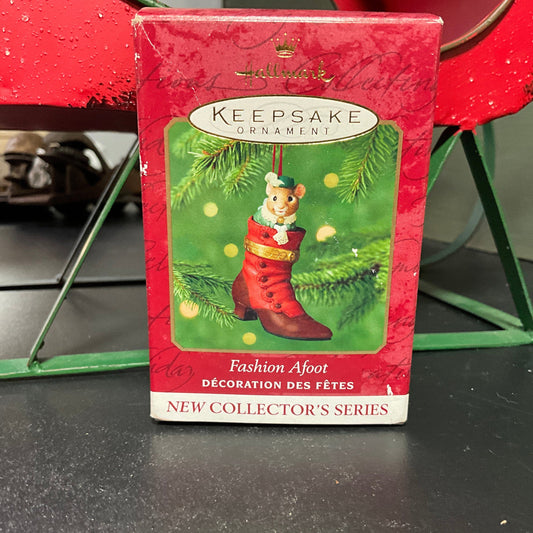 Hallmark
KEEPSAKE
ORNAMENT
Fashion Afoot
DÉCORATION DES FÊTES
NEW COLLECTOR'S SERIES